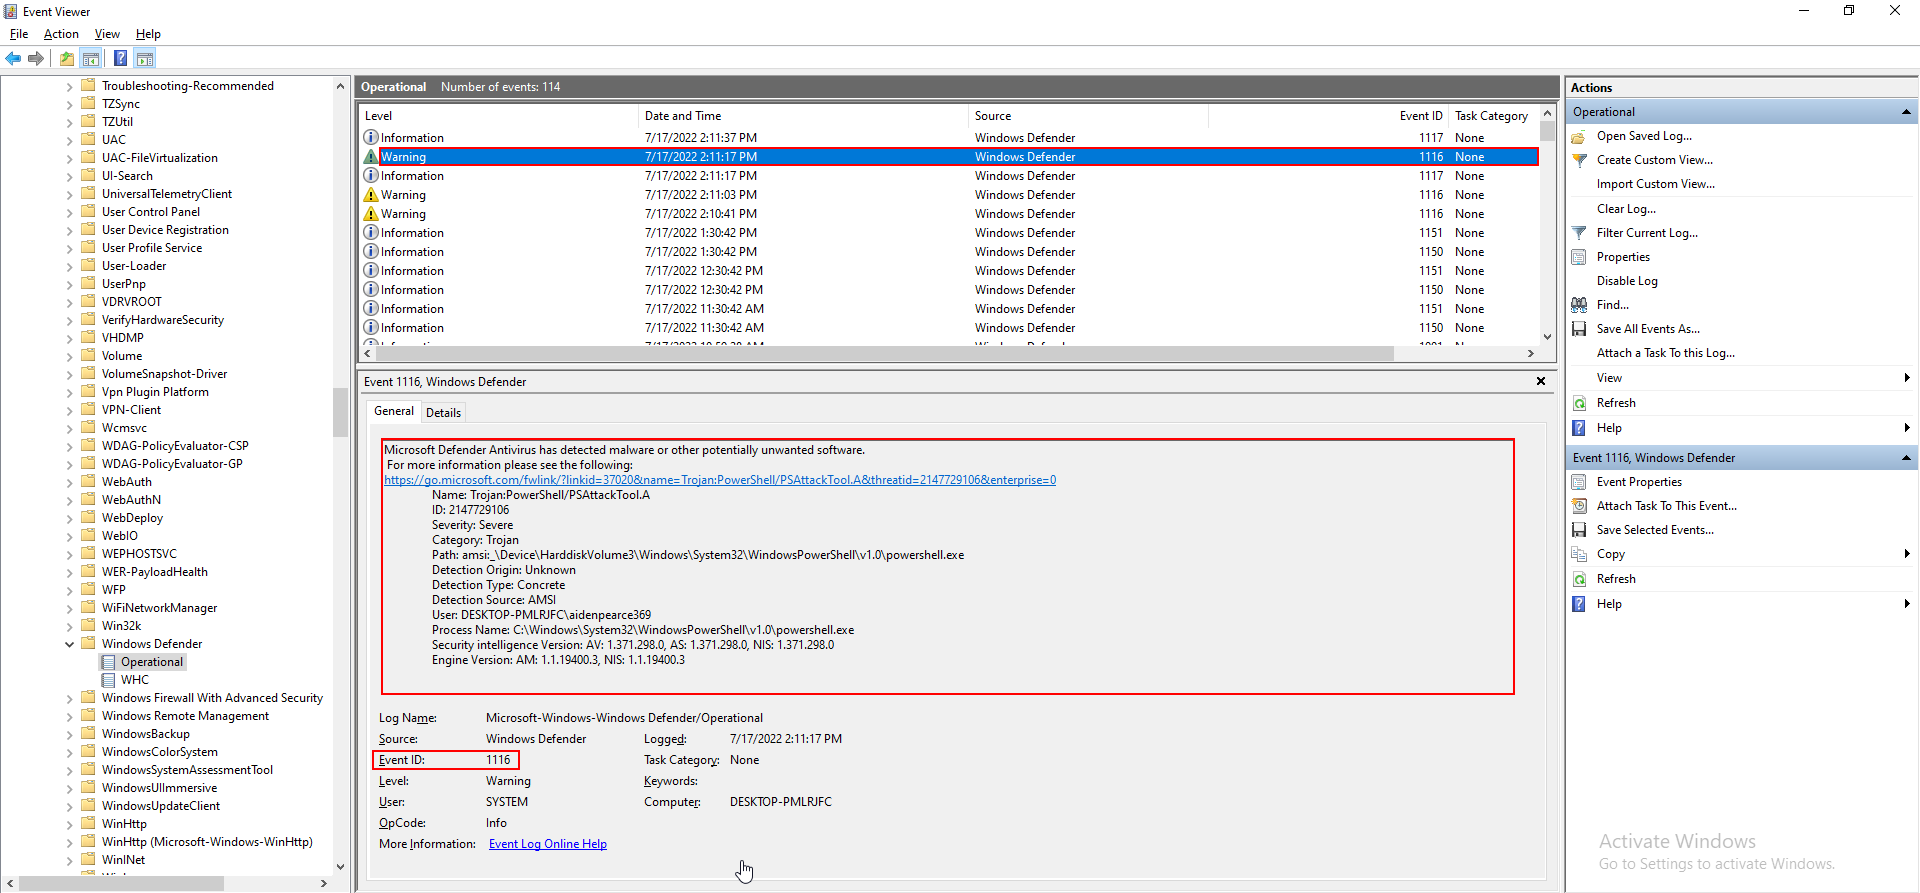 Event Viewer
File Action View Help
Troubleshooting-Recommended
TZSync
TZUtil
UAC
UAC-FileVirtualization
UI-Search
UniversalTelemetryClient
User Control Panel
User Device Registration
User Profile Service
User-Loader
UserPnp
VDRVROOT
VerifyHardwareSecurity
VHDMP
Volume
VolumeSnapshot-Driver
Vpn Plugin Platform
VPN-Client
Wcmsvc
WDAG-PolicyEvaluator-CSP
WDAG-PolicyEvaluator-GP
WebAuth
WebAuthN
WebDeploy
WebIO
WEPHOSTSVC
WER-PayloadHealth
WFP
WiFiNetworkManager
Win32k
Windows Defender
Operational
WHC
Windows Firewall With Advanced Security
Windows Remote Management
WindowsBackup
WindowsColorSystem
WindowsSystemAssessmentTool
WindowsUIImmersive
WindowsUpdateClient
WinHttp
WinHttp (Microsoft-Windows-WinHttp)
WinINet
Operational Number of events: 114
Level Date and Time Source Event ID Task Category
Information 7/17/2022 2:11:37 PM Windows Defender 1117 None
Warning 7/17/2022 2:11:17 PM Windows Defender 1116 None
Information 7/17/2022 2:11:17 PM Windows Defender 1117 None
Warning 7/17/2022 2:11:03 PM Windows Defender 1116 None
Warning 7/17/2022 2:10:41 PM Windows Defender 1116 None
Information 7/17/2022 1:30:42 PM Windows Defender 1151 None
Information 7/17/2022 1:30:42 PM Windows Defender 1150 None
Information 7/17/2022 12:30:42 PM Windows Defender 1151 None
Information 7/17/2022 12:30:42 PM Windows Defender 1150 None
Information 7/17/2022 11:30:42 AM Windows Defender 1151 None
Information 7/17/2022 11:30:42 AM Windows Defender 1150 None
Event 1116, Windows Defender
General Details
Microsoft Defender Antivirus has detected malware or other potentially unwanted software.
For more information please see the following:
https://go.microsoft.com/fwlink/?linkid=37020&name=Trojan:PowerShell/PSAttackTool.A&threatid=2147729106&enterprise=0
Name: Trojan:PowerShell/PSAttackTool.A
ID: 2147729106
Severity: Severe
Category: Trojan
Path: amsi:_\Device\HarddiskVolume3\Windows\System32\WindowsPowerShell\v1.0\powershell.exe
Detection Origin: Unknown
Detection Type: Concrete
Detection Source: AMSI
User: DESKTOP-PMLRJFC\aidenpearce369
Process Name: C:\Windows\System32\WindowsPowerShell\v1.0\powershell.exe
Security intelligence Version: AV: 1.371.298.0, AS: 1.371.298.0, NIS: 1.371.298.0
Engine Version: AM: 1.1.19400.3, NIS: 1.1.19400.3
Log Name: Microsoft-Windows-Windows Defender/Operational
Source: Windows Defender Logged: 7/17/2022 2:11:17 PM
Event ID: 1116 Task Category: None
Level: Warning Keywords:
User: SYSTEM Computer: DESKTOP-PMLRJFC
OpCode: Info
More Information: Event Log Online Help
Actions
Operational
Open Saved Log...
Create Custom View...
Import Custom View...
Clear Log...
Filter Current Log...
Properties
Disable Log
Find...
Save All Events As...
Attach a Task To this Log...
View
Refresh
Help
Event 1116, Windows Defender
Event Properties
Attach Task To This Event...
Save Selected Events...
Copy
Refresh
Help
Activate Windows
Go to Settings to activate Windows.